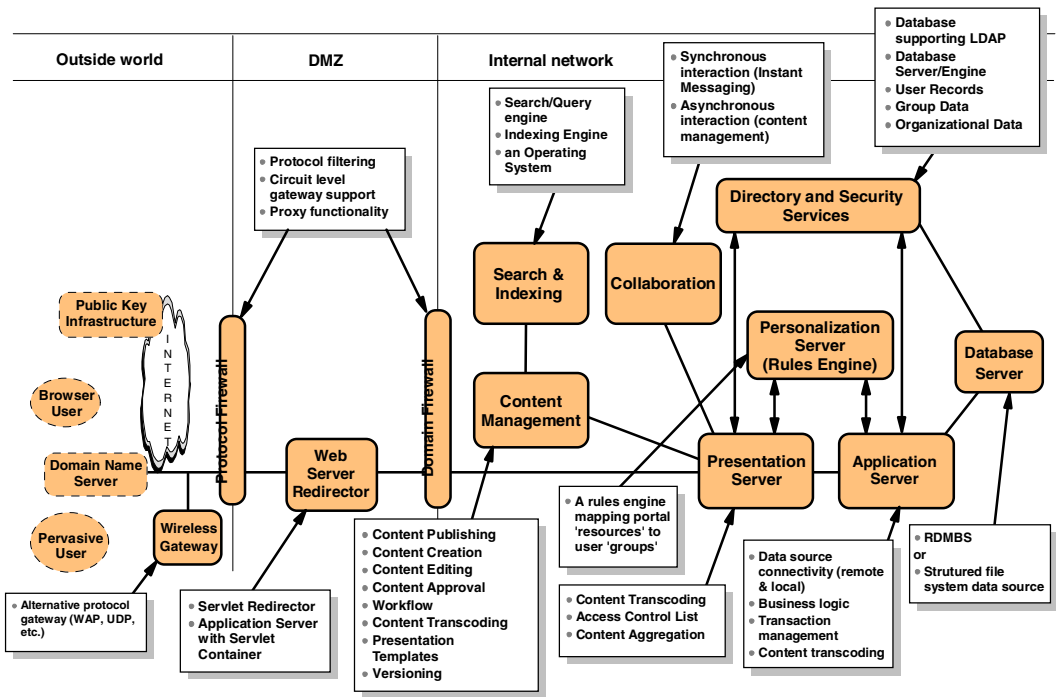 Outside world
DMZ
Internal network
Database
supporting LDAP
Database
Server/Engine
User Records
Group Data
Organizational Data
Synchronous
interaction (Instant
Messaging)
Asynchronous
interaction (content
management)
Search/Query
engine
Indexing Engine
an Operating
System
Protocol filtering
Circuit level
gateway support
Proxy functionality
Directory and Security
Services
Search &
Indexing
Collaboration
Public Key
Infrastructure
INTERNET
Protocol Firewall
Domain Firewall
Personalization
Server
(Rules Engine)
Database
Server
Browser
User
Content
Management
Domain Name
Server
Web
Server
Redirector
Presentation
Server
Application
Server
Pervasive
User
Wireless
Gateway
A rules engine
mapping portal
'resources' to
user 'groups'
Content Publishing
Content Creation
Content Editing
Content Approval
Workflow
Content Transcoding
Presentation
Templates
Versioning
RDMBS
or
Strutured file
system data source
Data source
connectivity (remote
& local)
Business logic
Transaction
management
Content transcoding
Content Transcoding
Access Control List
Content Aggregation
Alternative protocol
gateway (WAP, UDP,
etc.)
Servlet Redirector
Application Server
with Servlet
Container